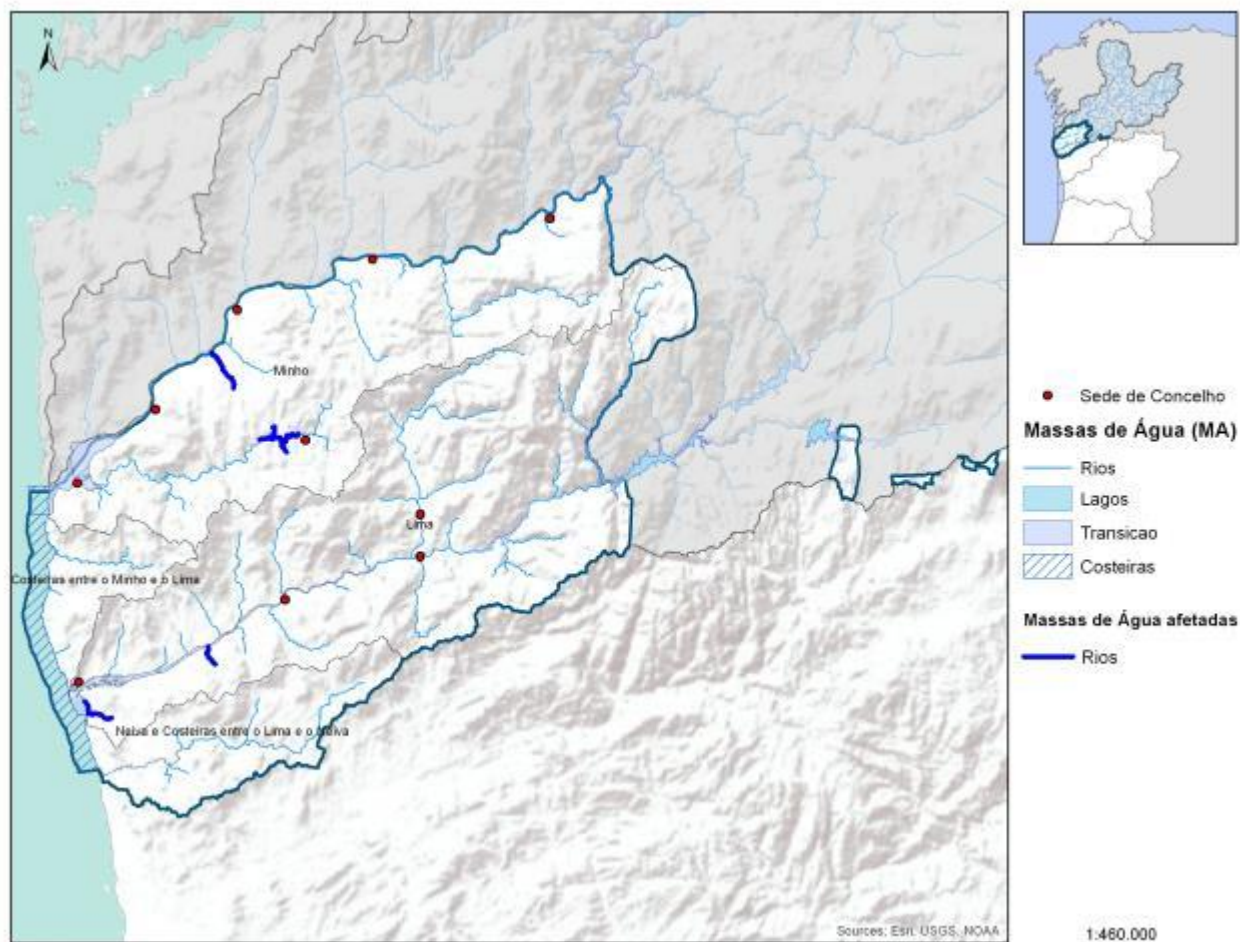 N
Minho
Lima
Costeiras entre o Minho e o Lima
Neiva e Costeiras entre o Lima e o Neiva
Sources: Esri, USGS, NOAA
Sede de Concelho
Massas de Água (MA)
Rios
Lagos
Transicao
Costeiras
Massas de Água afetadas
Rios
1:460.000